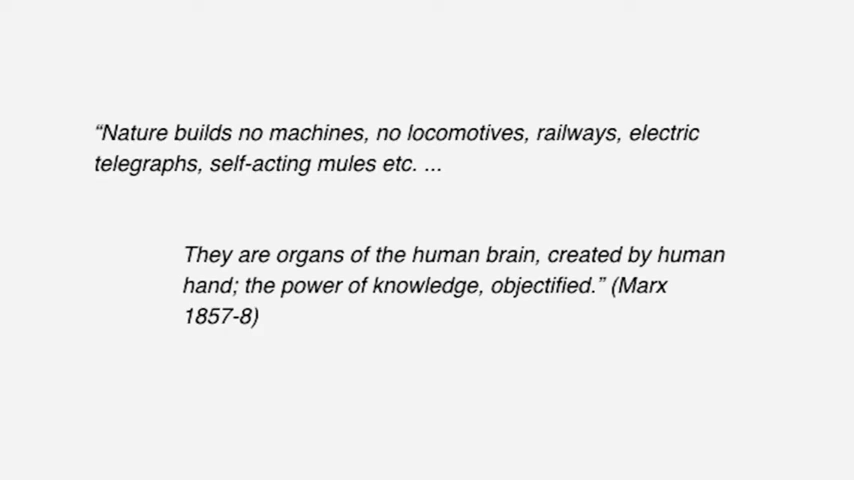 “Nature builds no machines, no locomotives, railways, electric
telegraphs, self-acting mules etc. ...
They are organs of the human brain, created by human
hand; the power of knowledge, objectified.” (Marx
1857-8)